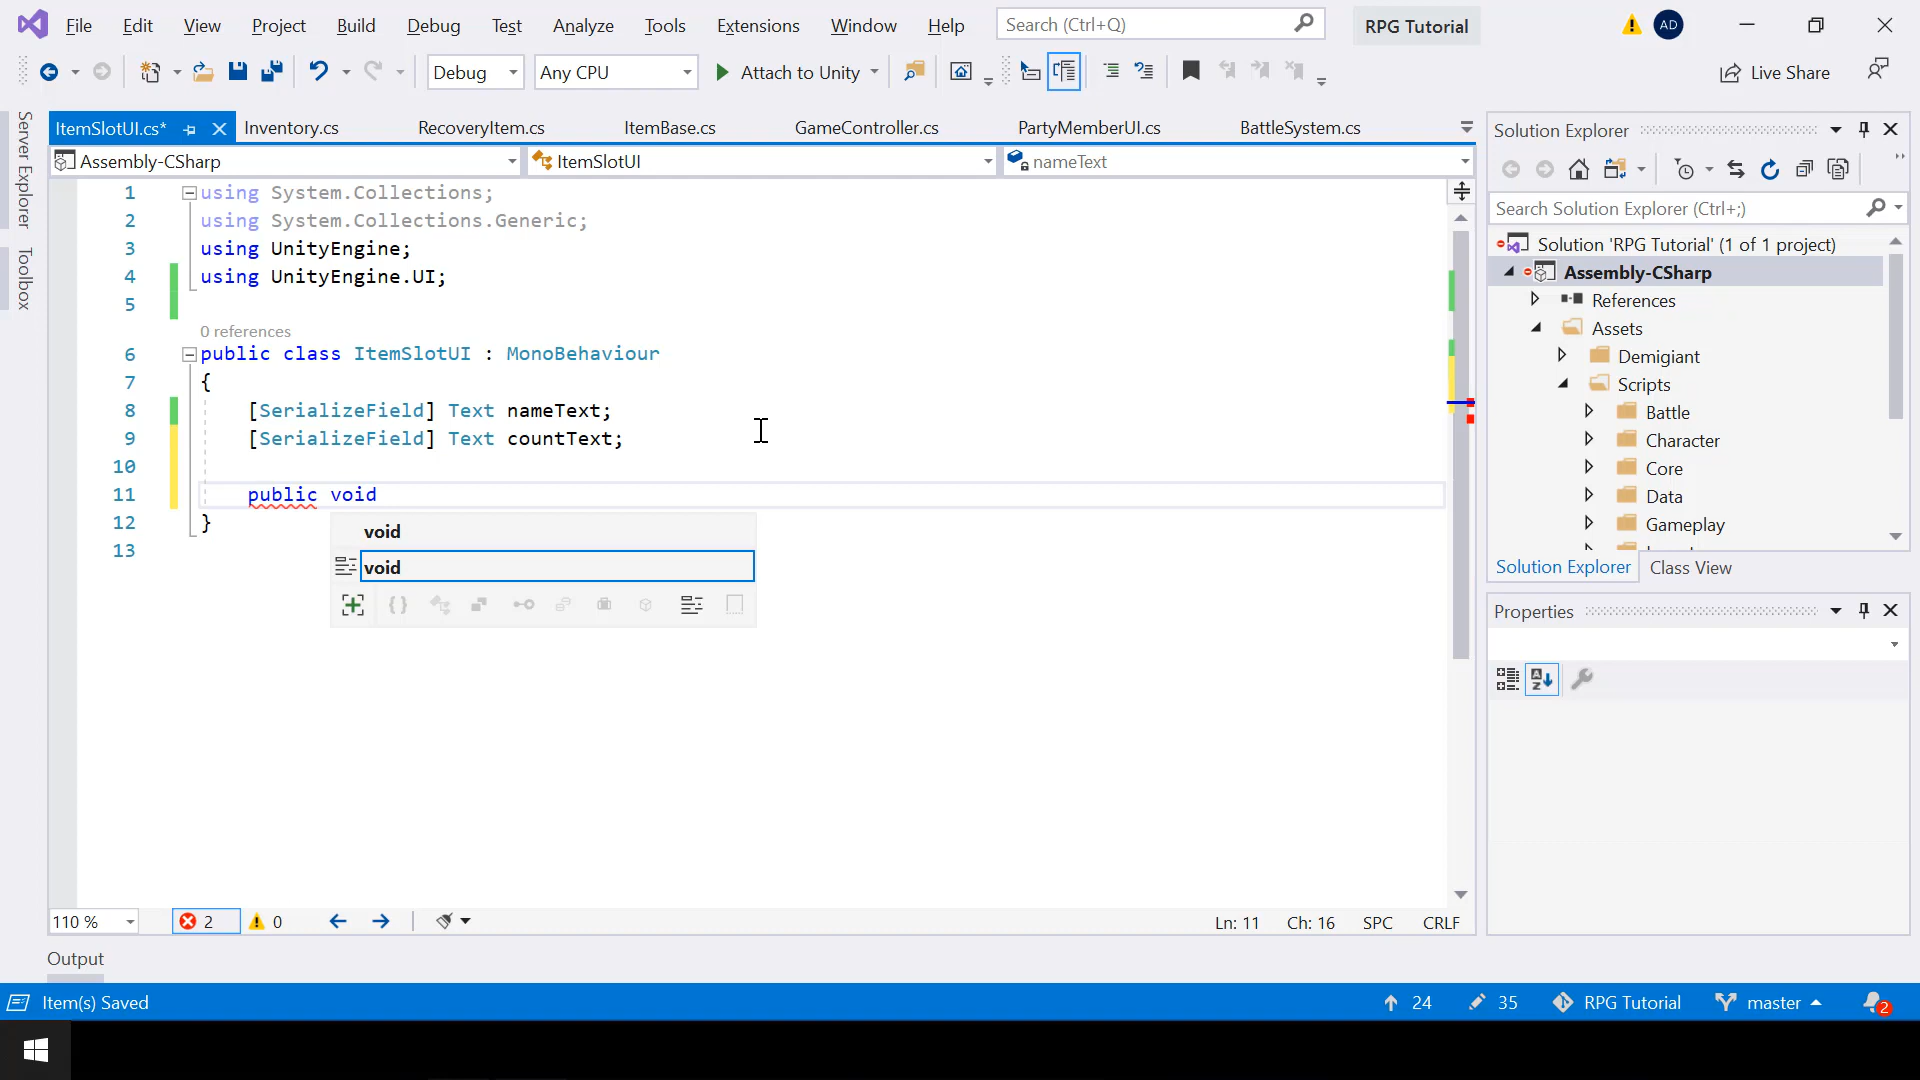 File Edit View Project Build Debug Test Analyze Tools Extensions Window Help Search (Ctrl+Q) RPG Tutorial AD
Debug Any CPU Attach to Unity Live Share
Server Explorer
Toolbox
ItemSlotUI.cs* Inventory.cs RecoveryItem.cs ItemBase.cs GameController.cs PartyMemberUI.cs BattleSystem.cs
Assembly-CSharp ItemSlotUI nameText
1 using System.Collections;
2 using System.Collections.Generic;
3 using UnityEngine;
4 using UnityEngine.UI;
5
0 references
6 public class ItemSlotUI : MonoBehaviour
7 {
8 [SerializeField] Text nameText;
9 [SerializeField] Text countText;
10
11 public void
12 }
13
void
void
110 % 2 0 Ln: 11 Ch: 16 SPC CRLF
Output
Solution Explorer
Search Solution Explorer (Ctrl+;)
Solution 'RPG Tutorial' (1 of 1 project)
Assembly-CSharp
References
Assets
Demigiant
Scripts
Battle
Character
Core
Data
Gameplay
Solution Explorer Class View
Properties
Item(s) Saved 24 35 RPG Tutorial master 2